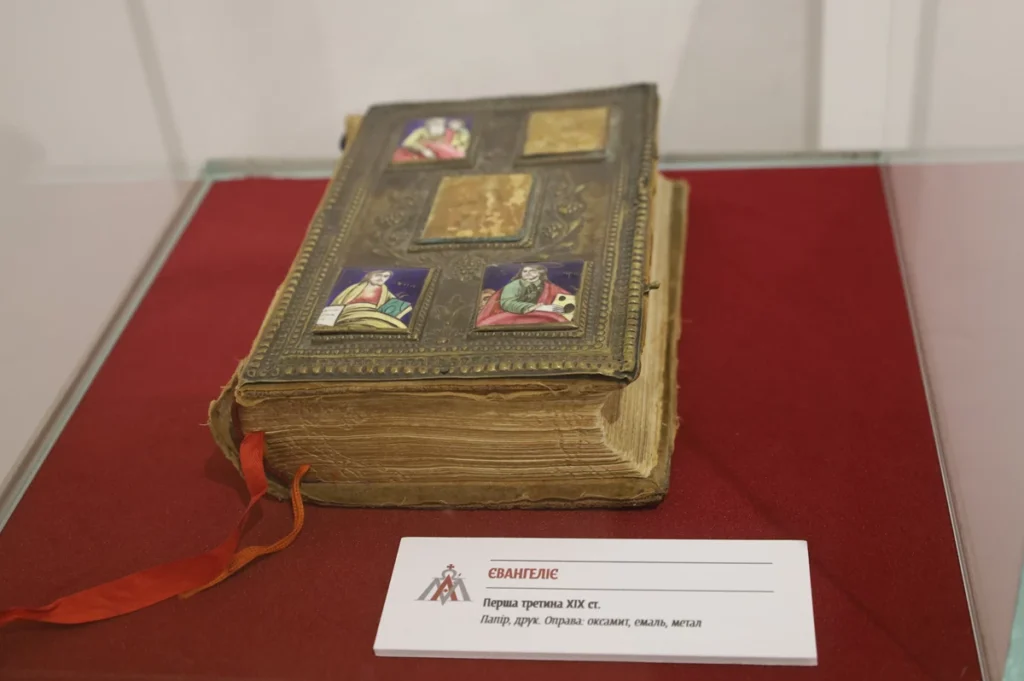 ЄВАНГЕЛІЄ
Перша третина XIX ст.
Папір, друк. Оправа: оксамит, емаль, метал